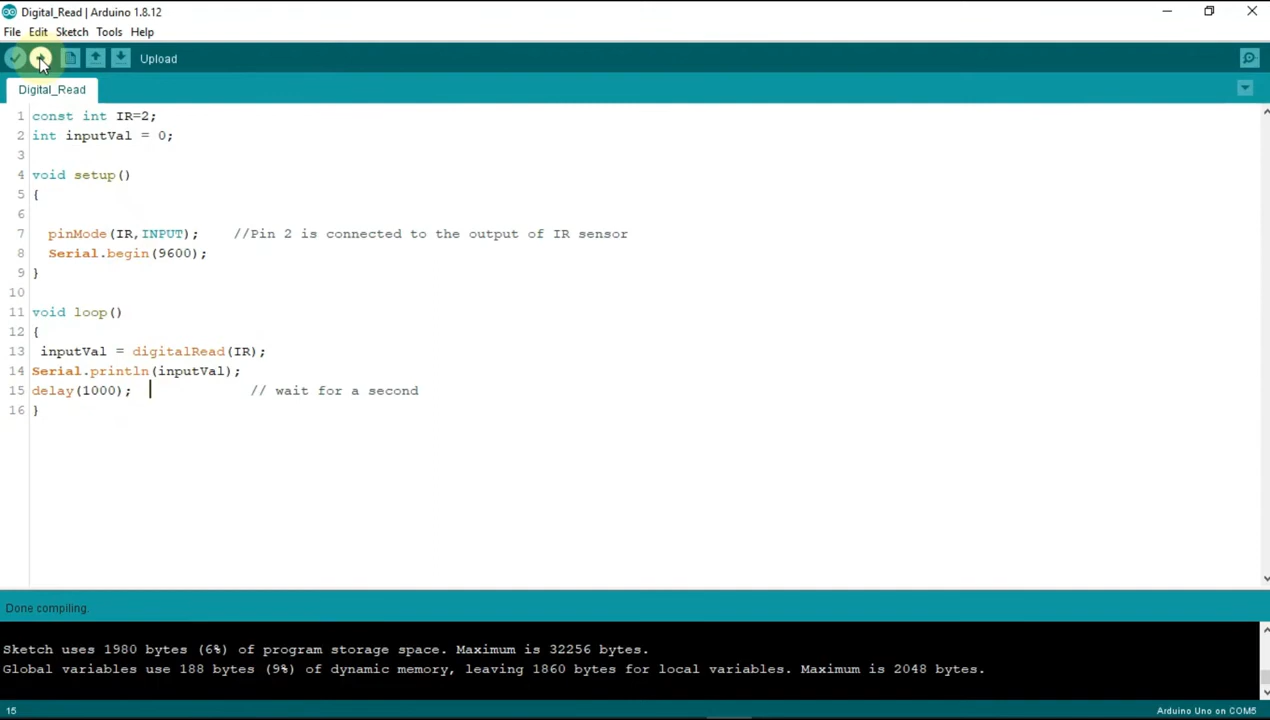 Digital_Read | Arduino 1.8.12
File Edit Sketch Tools Help
Upload
Digital_Read
1 const int IR=2;
2 int inputVal = 0;
3
4 void setup()
5 {
6
7 pinMode(IR,INPUT); //Pin 2 is connected to the output of IR sensor
8 Serial.begin(9600);
9 }
10
11 void loop()
12 {
13 inputVal = digitalRead(IR);
14 Serial.println(inputVal);
15 delay(1000); // wait for a second
16 }
Done compiling.
Sketch uses 1980 bytes (6%) of program storage space. Maximum is 32256 bytes.
Global variables use 188 bytes (9%) of dynamic memory, leaving 1860 bytes for local variables. Maximum is 2048 bytes.
15 Arduino Uno on COM5